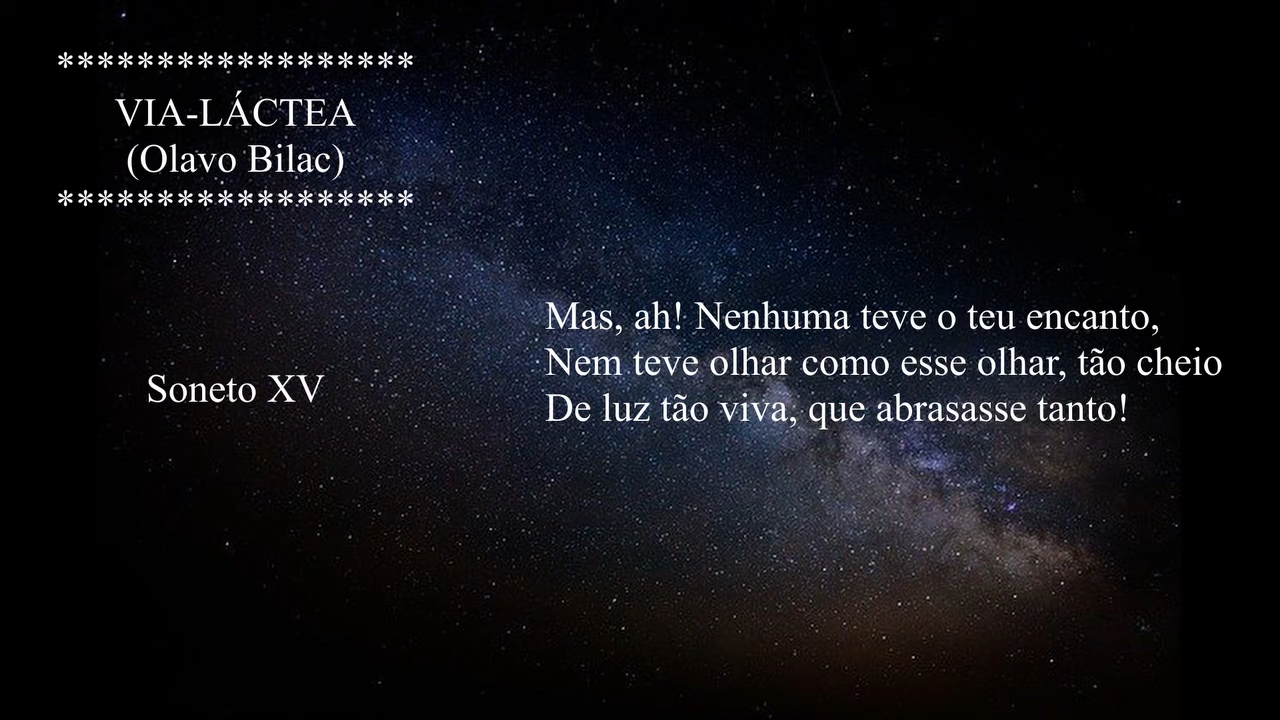 ******************
VIA-LÁCTEA
(Olavo Bilac)
******************
Soneto XV
Mas, ah! Nenhuma teve o teu encanto,
Nem teve olhar como esse olhar, tão cheio
De luz tão viva, que abrasasse tanto!